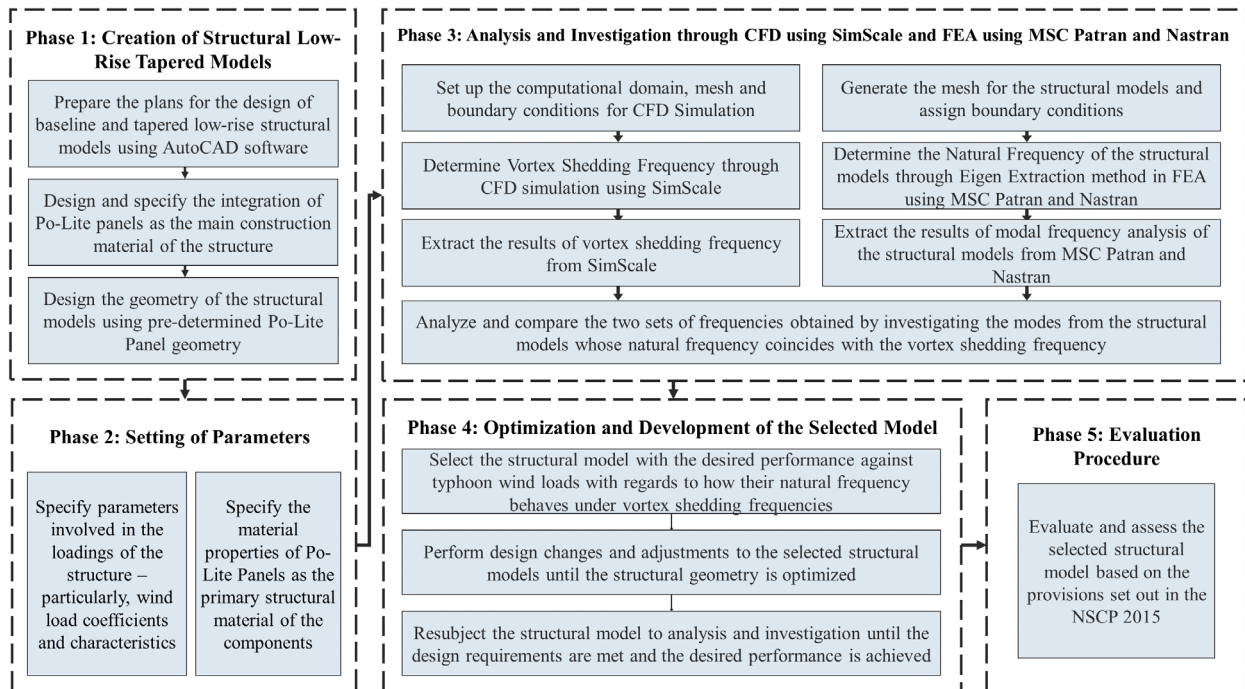 Phase 1: Creation of Structural Low-
Rise Tapered Models
Prepare the plans for the design of
baseline and tapered low-rise structural
models using AutoCAD software
Design and specify the integration of
Po-Lite panels as the main construction
material of the structure
Design the geometry of the structural
models using pre-determined Po-Lite
Panel geometry
Phase 2: Setting of Parameters
Specify parameters
involved in the
loadings of the
structure –
particularly, wind
load coefficients
and characteristics
Specify the
material
properties of Po-
Lite Panels as the
primary structural
material of the
components
Phase 3: Analysis and Investigation through CFD using SimScale and FEA using MSC Patran and Nastran
Set up the computational domain, mesh and
boundary conditions for CFD Simulation
Determine Vortex Shedding Frequency through
CFD simulation using SimScale
Extract the results of vortex shedding frequency
from SimScale
Generate the mesh for the structural models and
assign boundary conditions
Determine the Natural Frequency of the structural
models through Eigen Extraction method in FEA
using MSC Patran and Nastran
Extract the results of modal frequency analysis of
the structural models from MSC Patran and
Nastran
Analyze and compare the two sets of frequencies obtained by investigating the modes from the structural
models whose natural frequency coincides with the vortex shedding frequency
Phase 4: Optimization and Development of the Selected Model
Select the structural model with the desired performance against
typhoon wind loads with regards to how their natural frequency
behaves under vortex shedding frequencies
Perform design changes and adjustments to the selected structural
models until the structural geometry is optimized
Resubject the structural model to analysis and investigation until the
design requirements are met and the desired performance is achieved
Phase 5: Evaluation
Procedure
Evaluate and assess the
selected structural
model based on the
provisions set out in the
NSCP 2015